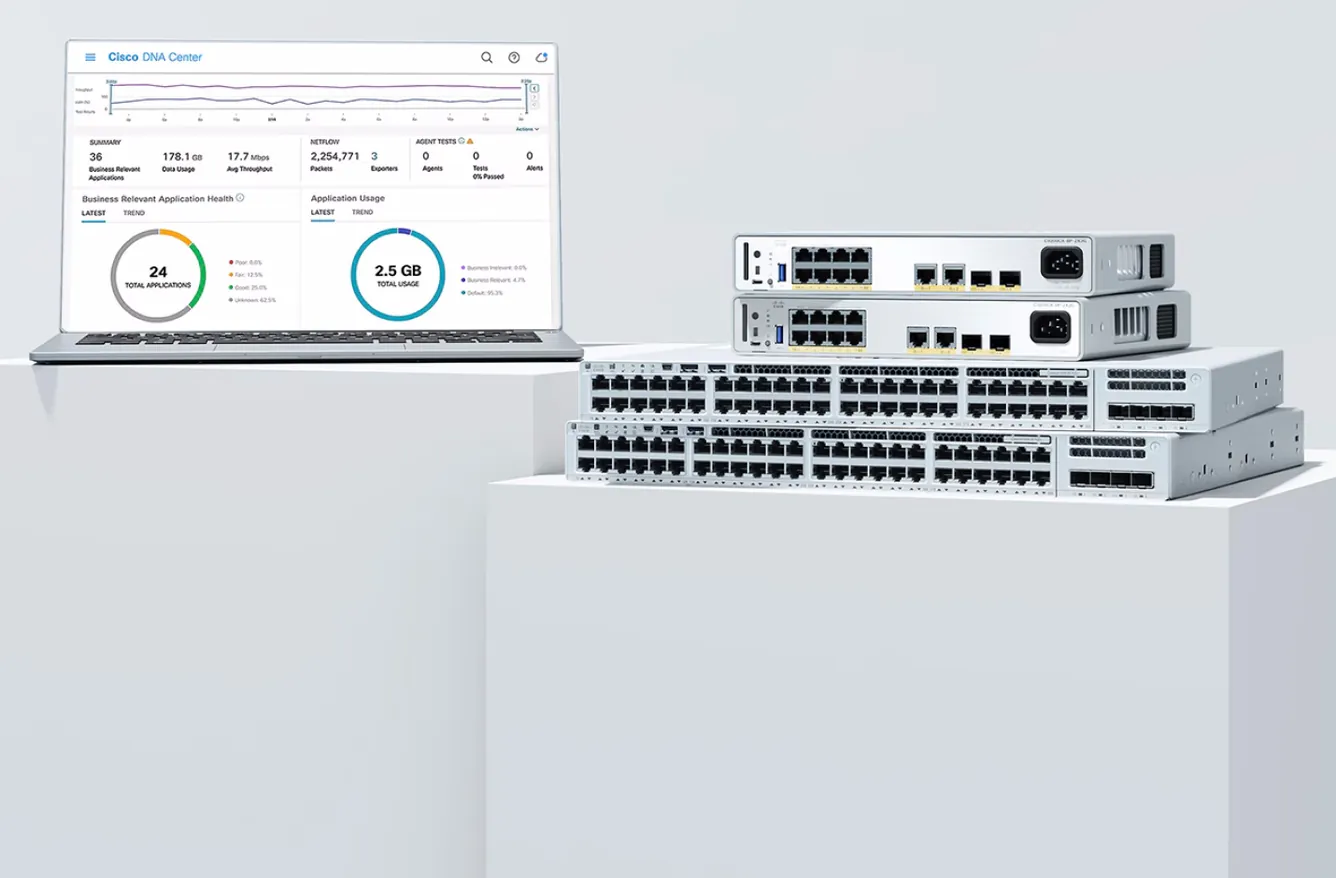 Cisco DNA Center
Actions
SUMMARY
36
Business Relevant
Applications
178.1 GB
Data Usage
17.7 Mbps
Avg Throughput
NETFLOW
2,254,771
Packets
3
Exporters
AGENT TESTS
0
Agents
0
Tests
0% Passed
0
Alerts
Business Relevant Application Health
LATEST TREND
24
TOTAL APPLICATIONS
Poor: 0.0%
Fair: 12.5%
Good: 25.0%
Unknown: 62.5%
Application Usage
LATEST TREND
2.5 GB
TOTAL USAGE
Business Irrelevant: 0.0%
Business Relevant: 4.7%
Default: 95.3%